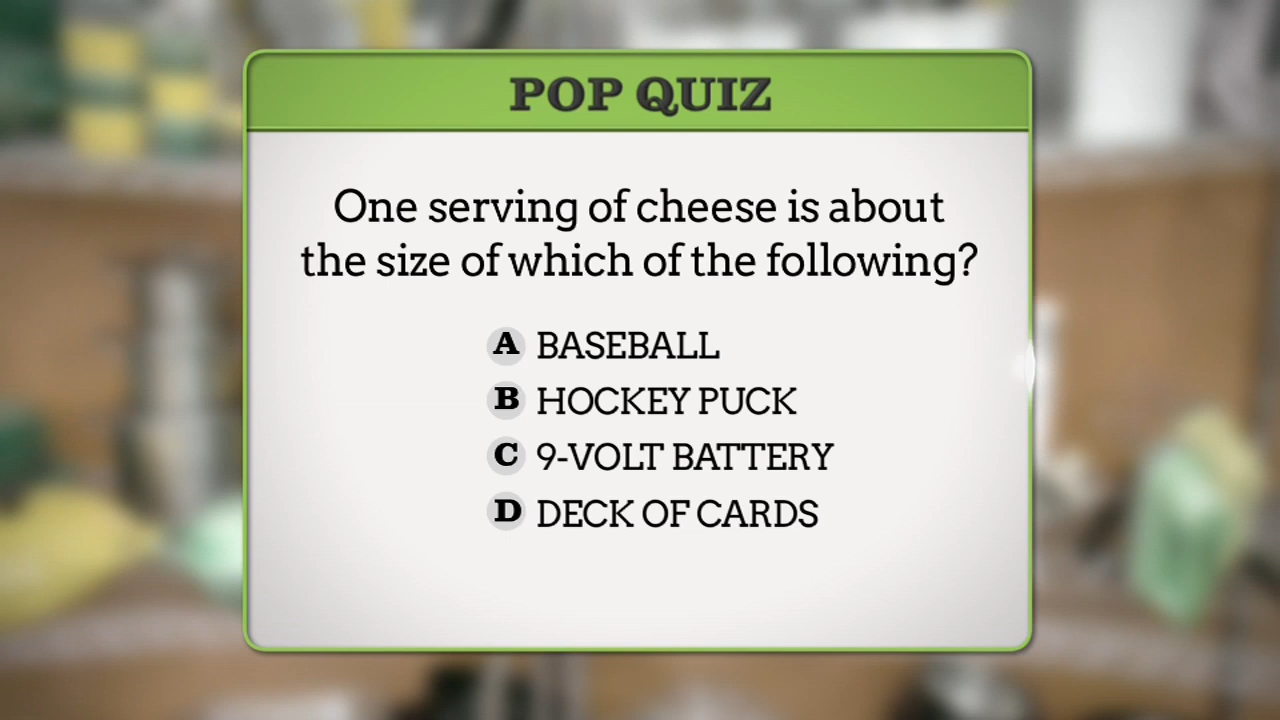 POP QUIZ
One serving of cheese is about
the size of which of the following?
A BASEBALL
B HOCKEY PUCK
C 9-VOLT BATTERY
D DECK OF CARDS